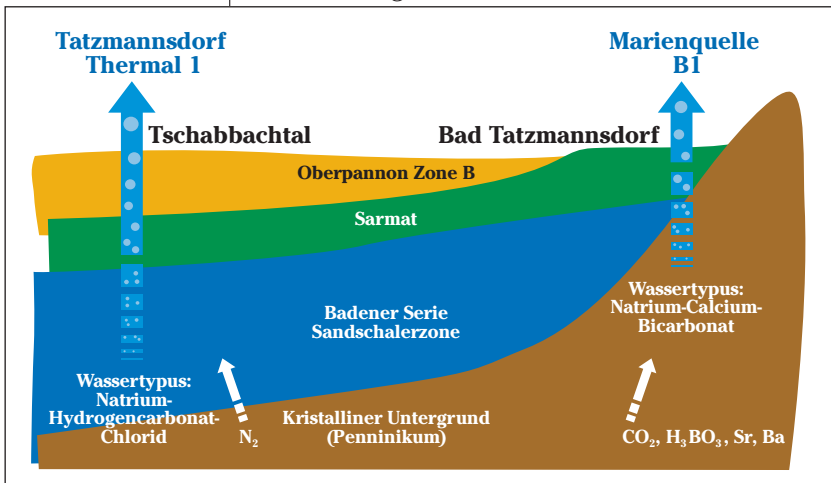 Tatzmannsdorf
Thermal 1
Marienquelle
B1
Tschabbachtal
Bad Tatzmannsdorf
Oberpannon Zone B
Sarmat
Badener Serie
Sandschalerzone
Wassertypus:
Natrium-Calcium-
Bicarbonat
Wassertypus:
Natrium-
Hydrogencarbonat-
Chlorid
N₂
Kristalliner Untergrund
(Penninikum)
CO₂, H₃BO₃, Sr, Ba